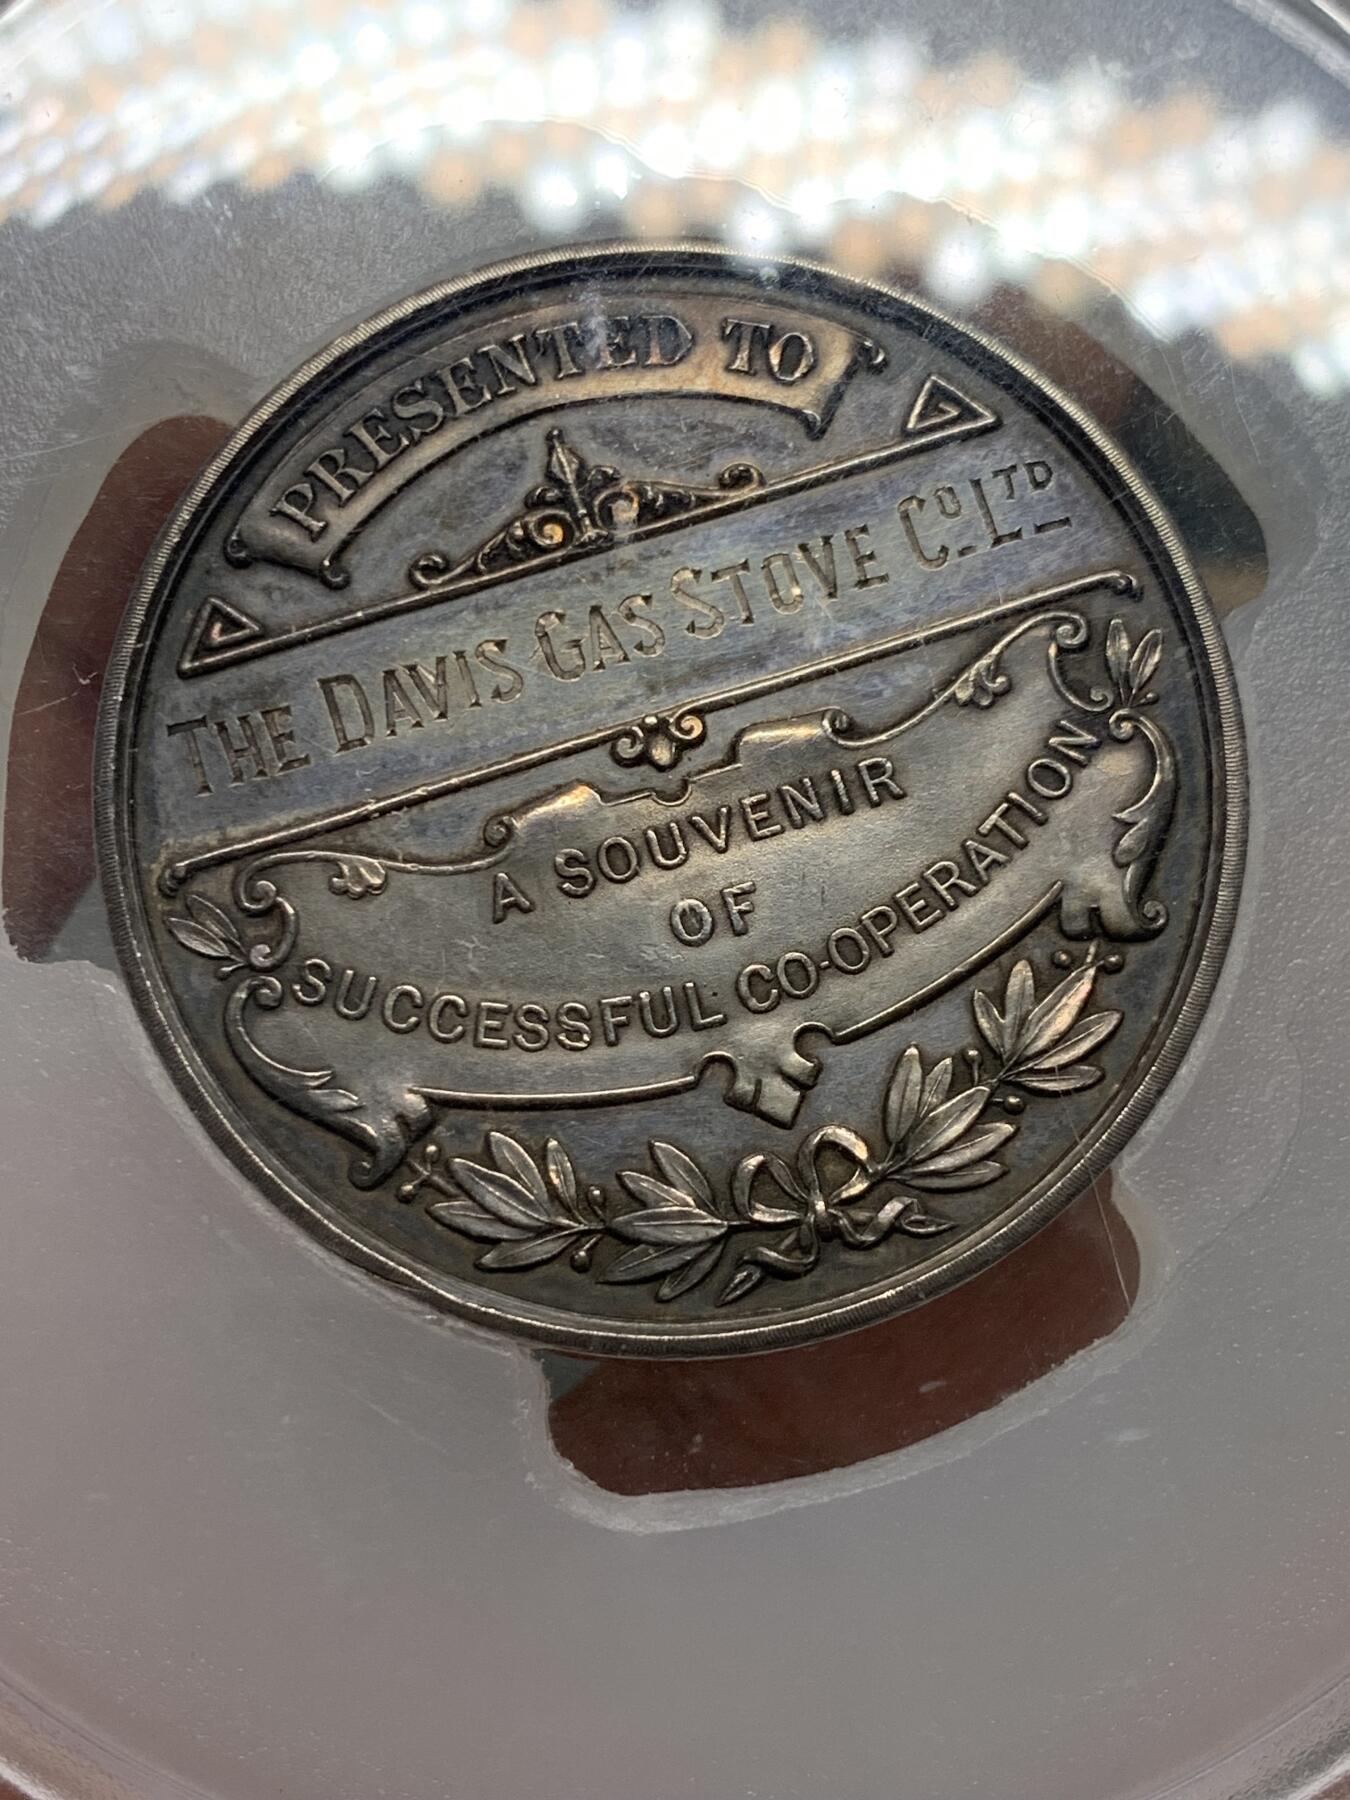 PRESENTED TO
THE DAVIS GAS STOVE Cº LTD
A SOUVENIR
OF
SUCCESSFUL CO-OPERATION